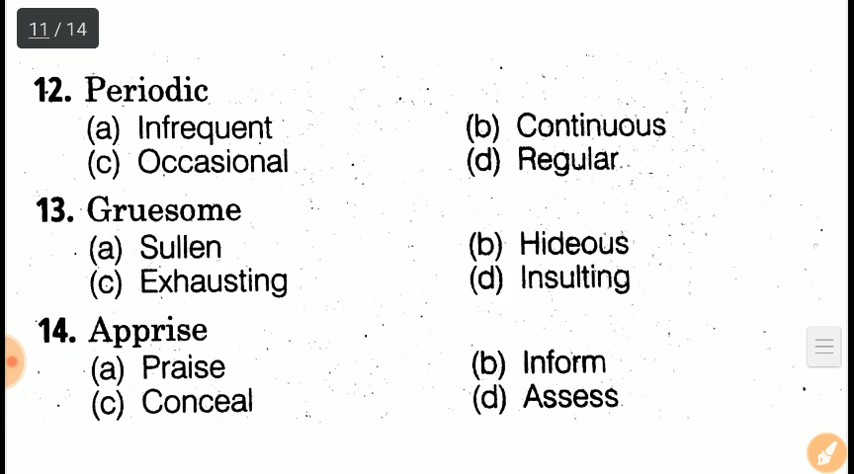 11 / 14
12. Periodic
(a) Infrequent (b) Continuous
(c) Occasional (d) Regular
13. Gruesome
(a) Sullen (b) Hideous
(c) Exhausting (d) Insulting
14. Apprise
(a) Praise (b) Inform
(c) Conceal (d) Assess